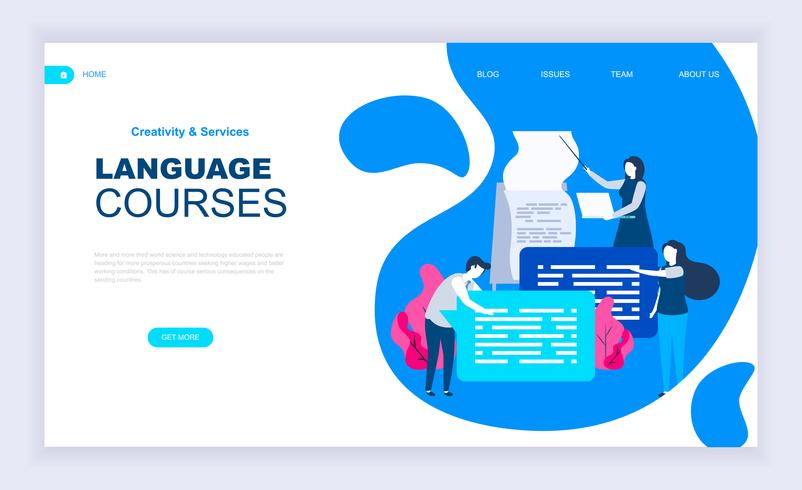 HOME
BLOG ISSUES TEAM ABOUT US
Creativity & Services
LANGUAGE
COURSES
More and more third world science and technology educated people are
heading for more prosperous countries seeking higher wages and better
working conditions. This has of course serious consequences on the
sending countries
GET MORE